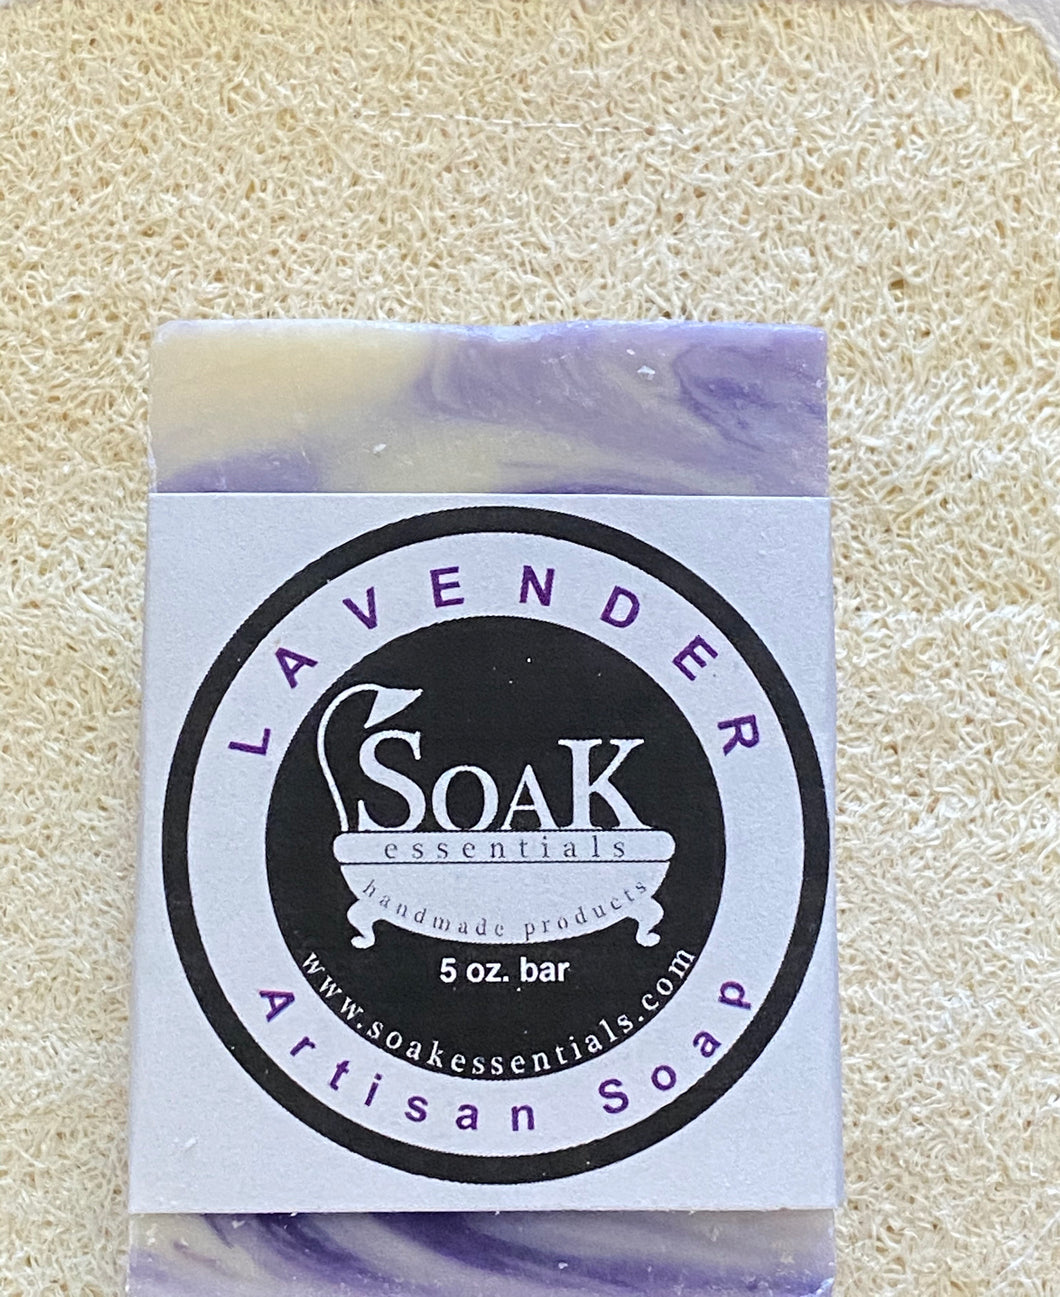 LAVENDER
SOAK
essentials
handmade products
5 oz. bar
www.soakessentials.com
Artisan Soap